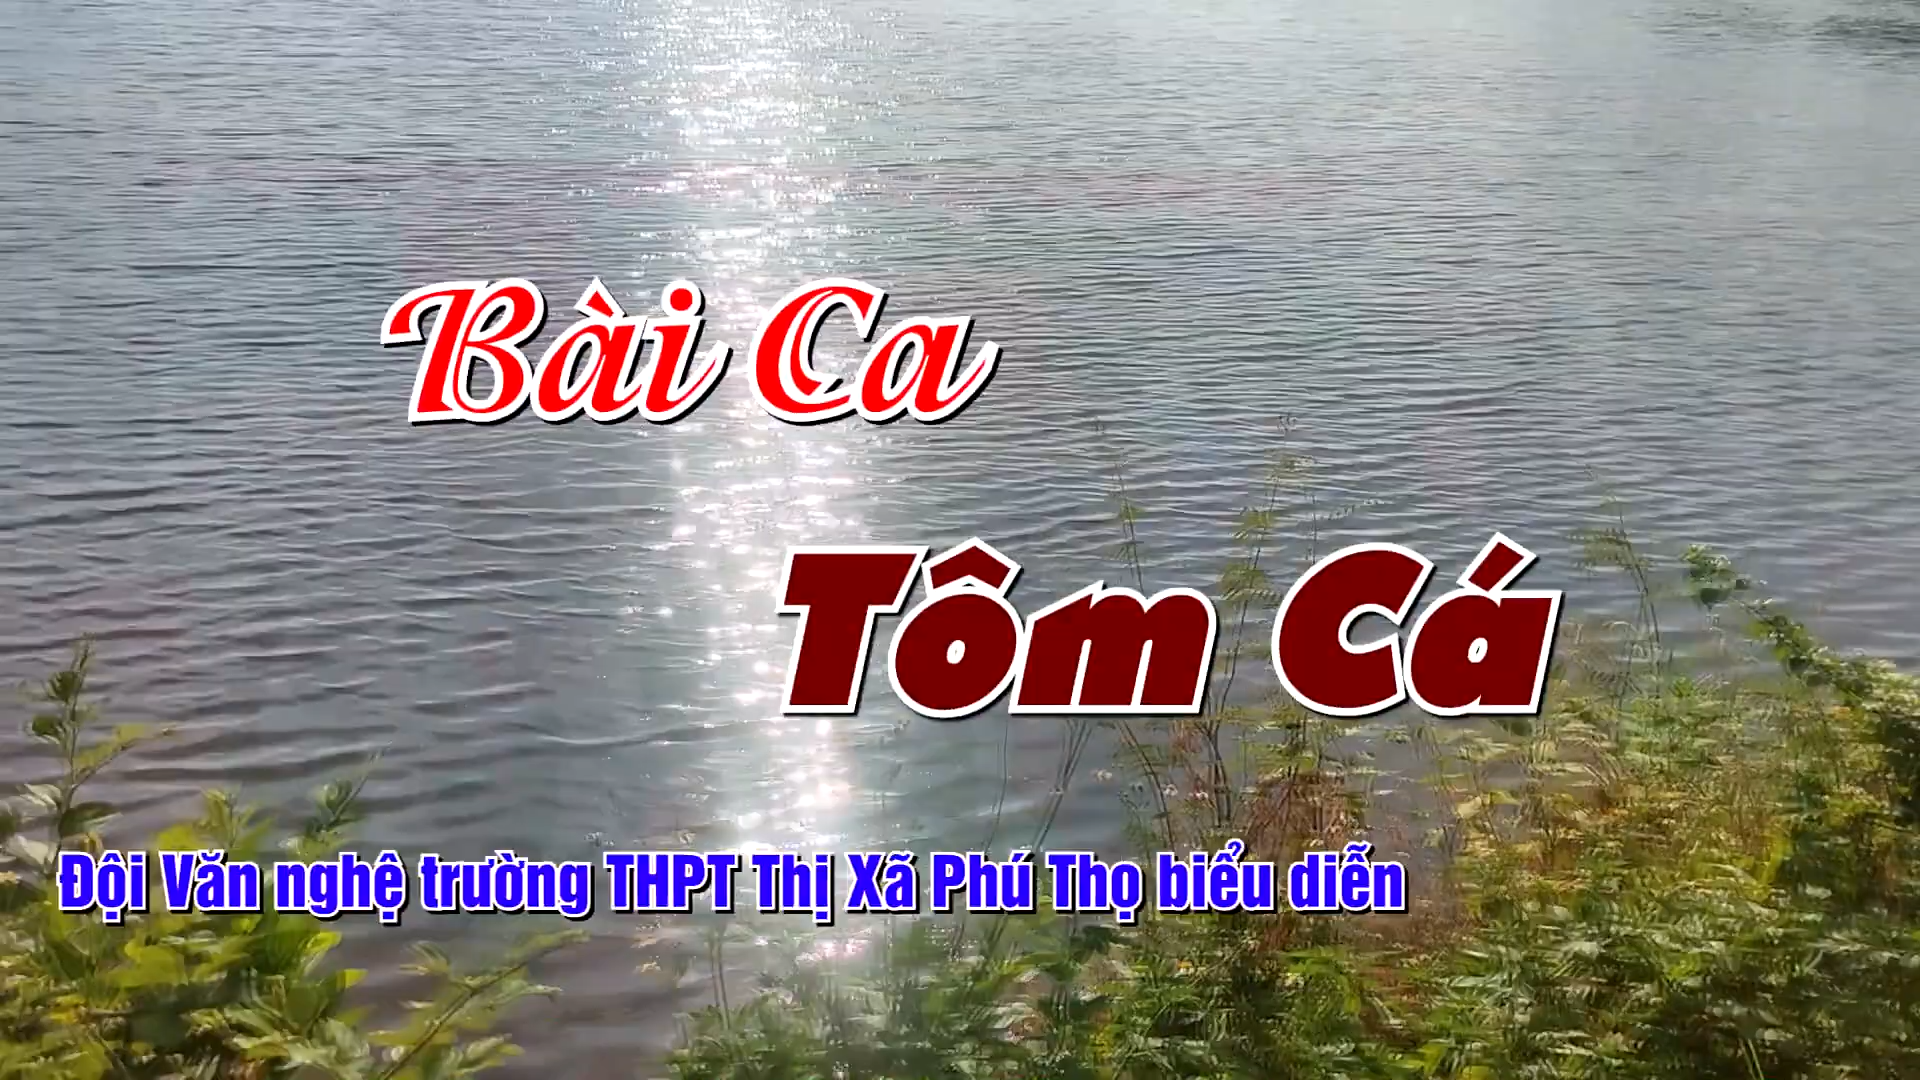 Bài Ca
Tôm Cá
Đội Văn nghệ trường THPT Thị Xã Phú Thọ biểu diễn